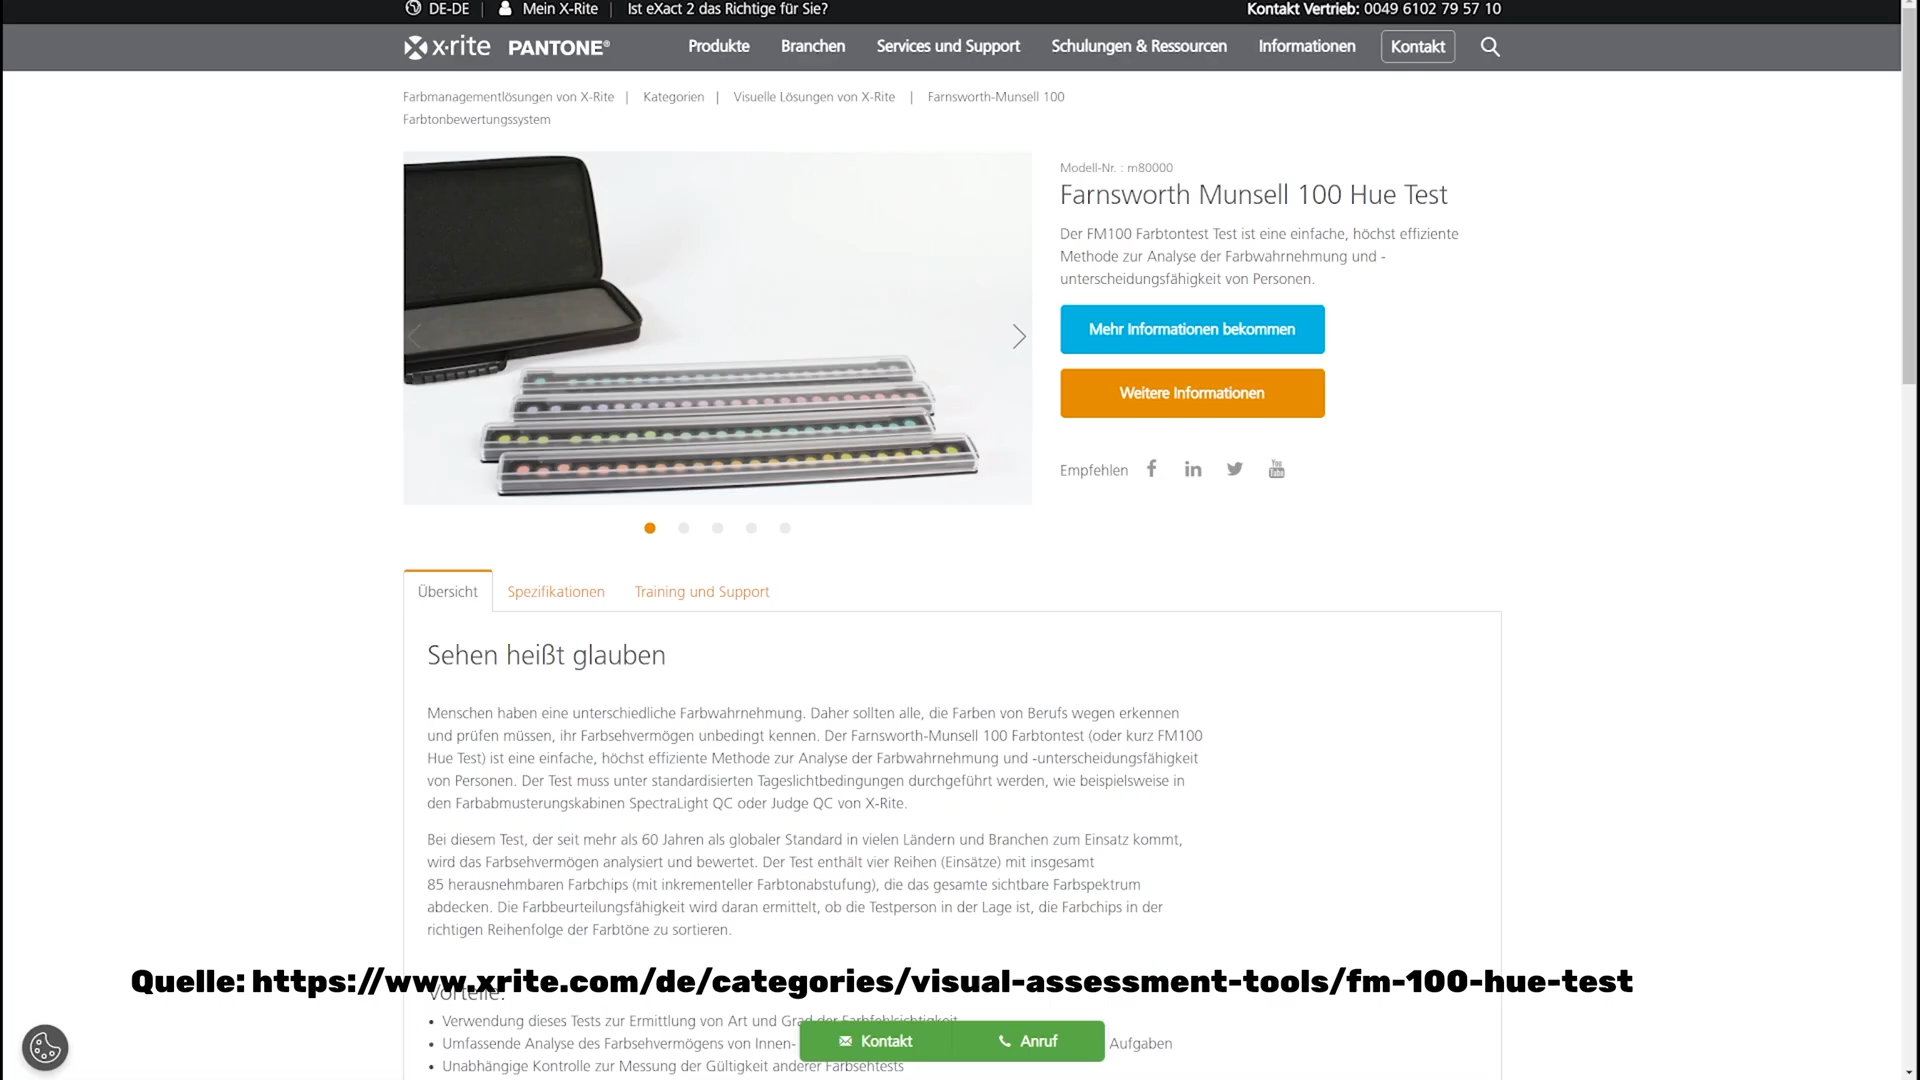 DE-DE | Mein X-Rite | Ist eXact 2 das Richtige für Sie? Kontakt Vertrieb: 0049 6102 79 57 10
x·rite PANTONE® Produkte Branchen Services und Support Schulungen & Ressourcen Informationen Kontakt
Farbmanagementlösungen von X-Rite | Kategorien | Visuelle Lösungen von X-Rite | Farnsworth-Munsell 100
Farbtonbewertungssystem
Modell-Nr. : m80000
Farnsworth Munsell 100 Hue Test
Der FM100 Farbtontest Test ist eine einfache, höchst effiziente
Methode zur Analyse der Farbwahrnehmung und -
unterscheidungsfähigkeit von Personen.
Mehr Informationen bekommen
Weitere Informationen
Empfehlen
Übersicht Spezifikationen Training und Support
Sehen heißt glauben
Menschen haben eine unterschiedliche Farbwahrnehmung. Daher sollten alle, die Farben von Berufs wegen erkennen
und prüfen müssen, ihr Farbsehvermögen unbedingt kennen. Der Farnsworth-Munsell 100 Farbtontest (oder kurz FM100
Hue Test) ist eine einfache, höchst effiziente Methode zur Analyse der Farbwahrnehmung und -unterscheidungsfähigkeit
von Personen. Der Test muss unter standardisierten Tageslichtbedingungen durchgeführt werden, wie beispielsweise in
den Farbabmusterungskabinen SpectraLight QC oder Judge QC von X-Rite.
Bei diesem Test, der seit mehr als 60 Jahren als globaler Standard in vielen Ländern und Branchen zum Einsatz kommt,
wird das Farbsehvermögen analysiert und bewertet. Der Test enthält vier Reihen (Einsätze) mit insgesamt
85 herausnehmbaren Farbchips (mit inkrementeller Farbtonabstufung), die das gesamte sichtbare Farbspektrum
abdecken. Die Farbbeurteilungsfähigkeit wird daran ermittelt, ob die Testperson in der Lage ist, die Farbchips in der
richtigen Reihenfolge der Farbtöne zu sortieren.
Quelle: https://www.xrite.com/de/categories/visual-assessment-tools/fm-100-hue-test
Vorteile:
Verwendung dieses Tests zur Ermittlung von Art und Grad der Farbfehlsichtigkeit
Umfassende Analyse des Farbsehvermögens von Innen- Aufgaben
Kontakt Anruf
Unabhängige Kontrolle zur Messung der Gültigkeit anderer Farbsehtests